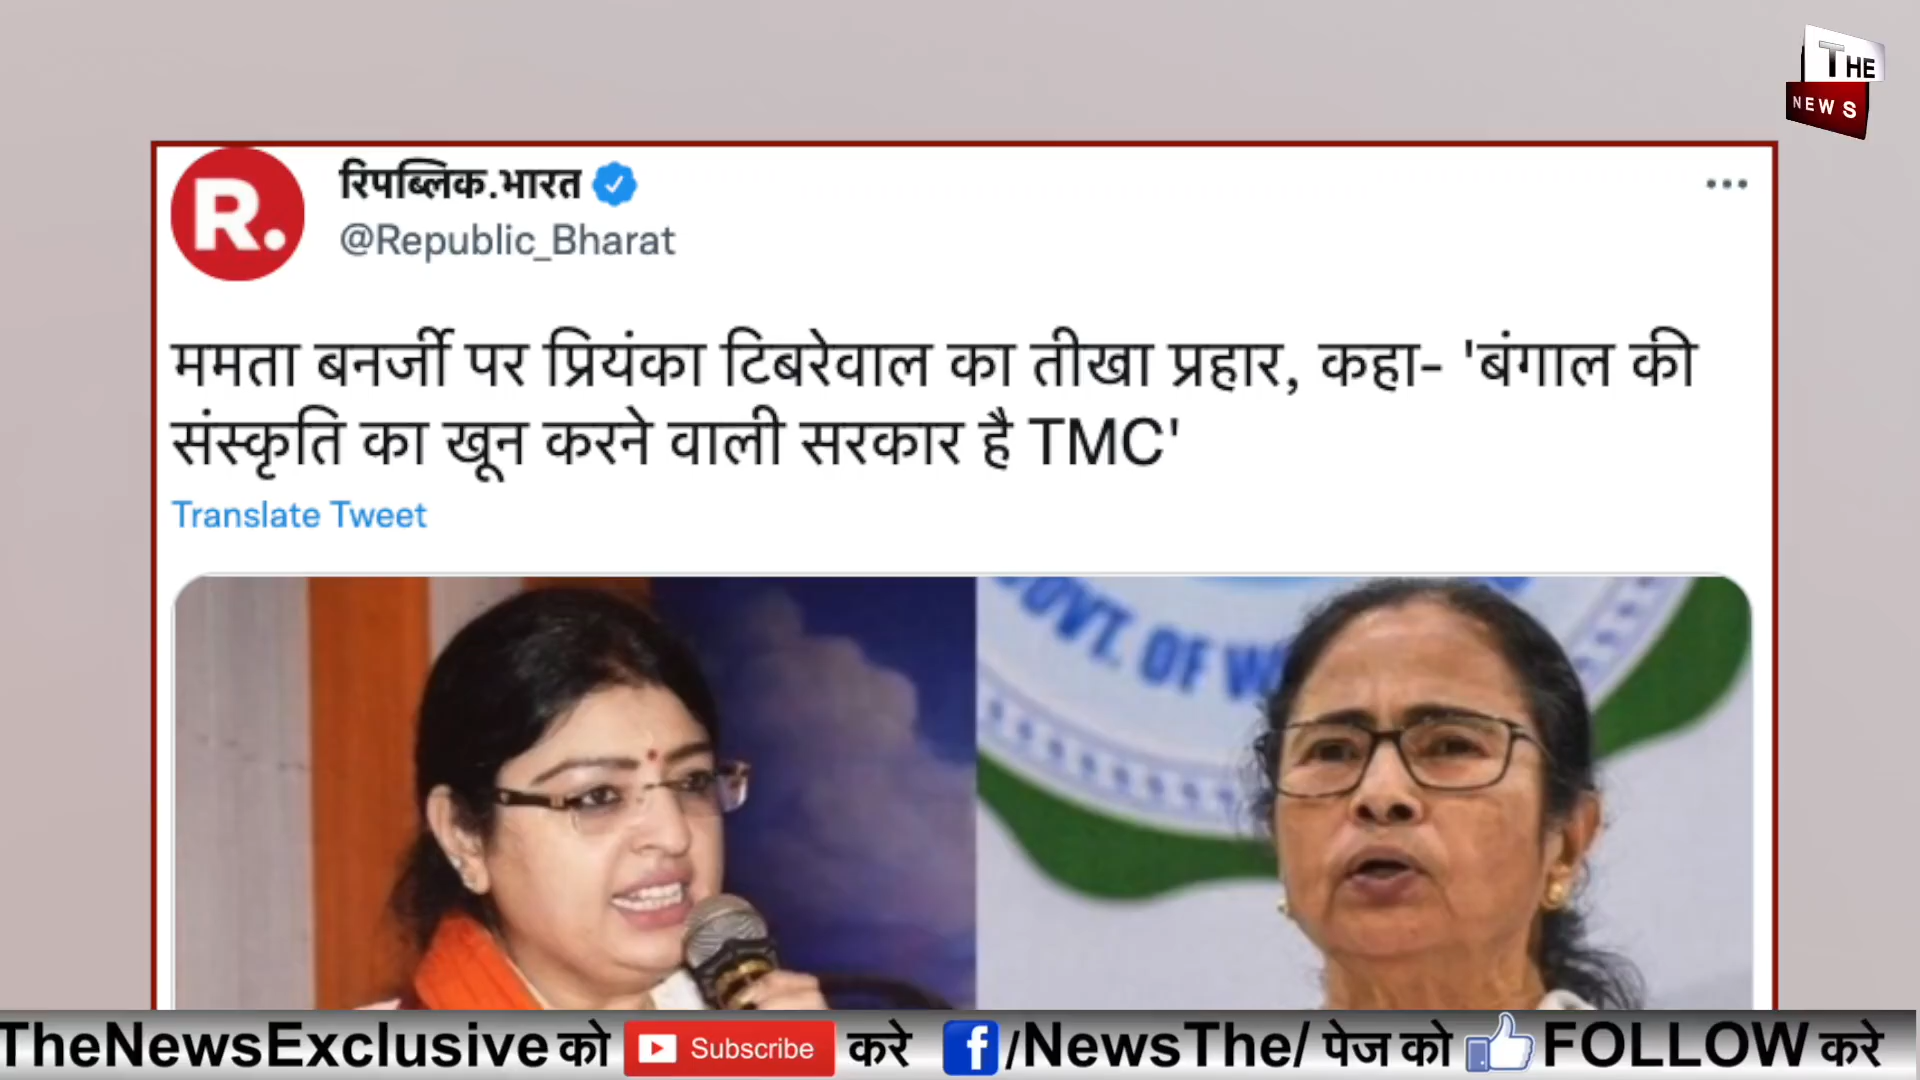 THE
NEWS
R.
रिपब्लिक.भारत
@Republic_Bharat
ममता बनर्जी पर प्रियंका टिबरेवाल का तीखा प्रहार, कहा- 'बंगाल की
संस्कृति का खून करने वाली सरकार है TMC'
Translate Tweet
GOVT. OF W
TheNewsExclusive को Subscribe करे f/NewsThe/ पेज को FOLLOW करे